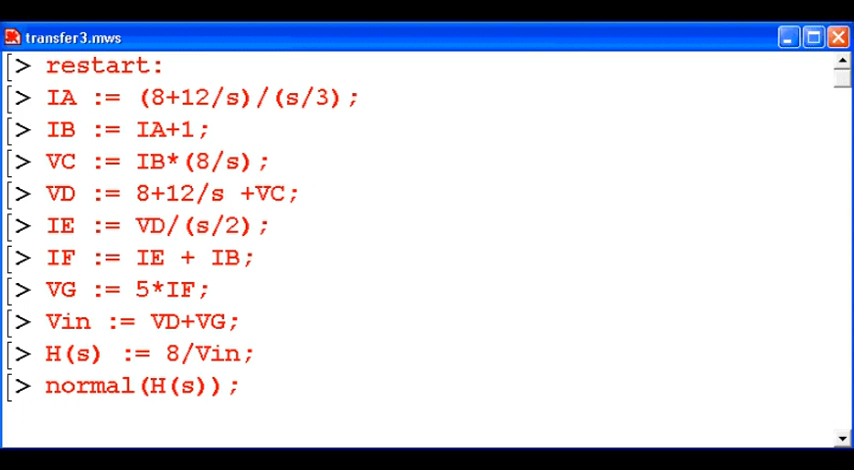 transfer3.mws
[> restart:
[> IA := (8+12/s)/(s/3);
[> IB := IA+1;
[> VC := IB*(8/s);
[> VD := 8+12/s +VC;
[> IE := VD/(s/2);
[> IF := IE + IB;
[> VG := 5*IF;
[> Vin := VD+VG;
[> H(s) := 8/Vin;
[> normal(H(s));